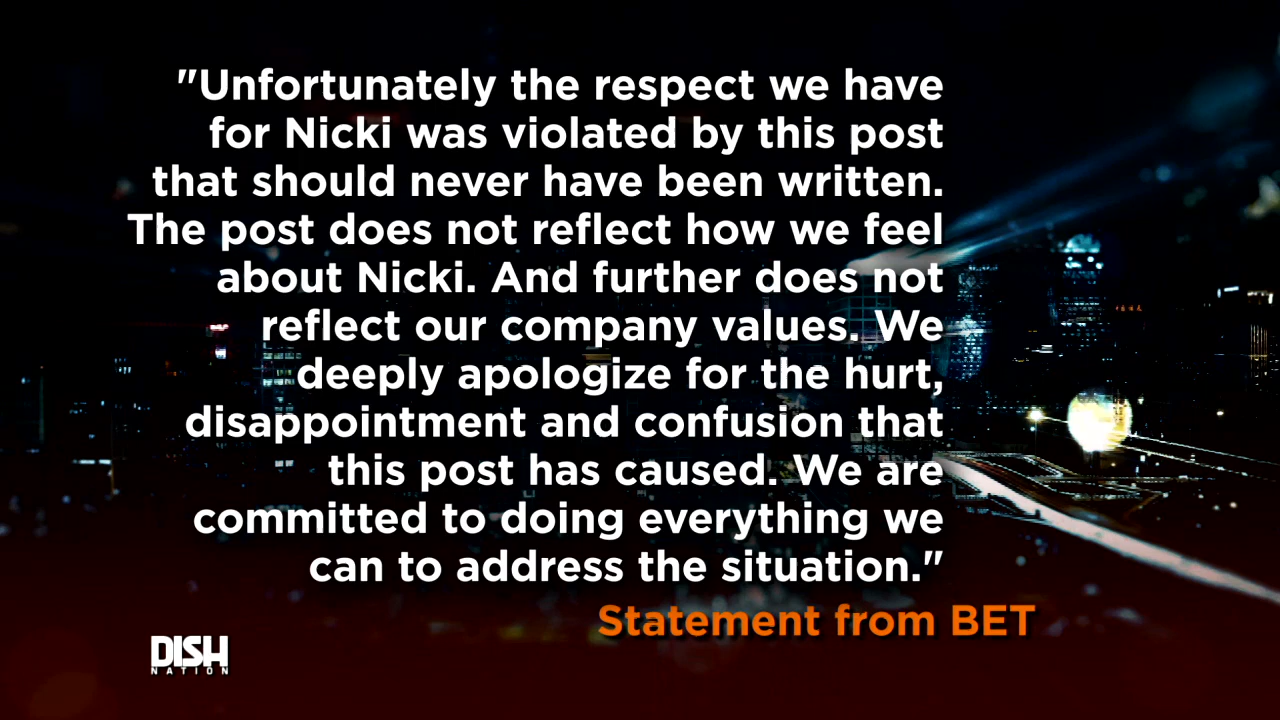 "Unfortunately the respect we have
for Nicki was violated by this post
that should never have been written.
The post does not reflect how we feel
about Nicki. And further does not
reflect our company values. We
deeply apologize for the hurt,
disappointment and confusion that
this post has caused. We are
committed to doing everything we
can to address the situation."
Statement from BET
DISH
NATION